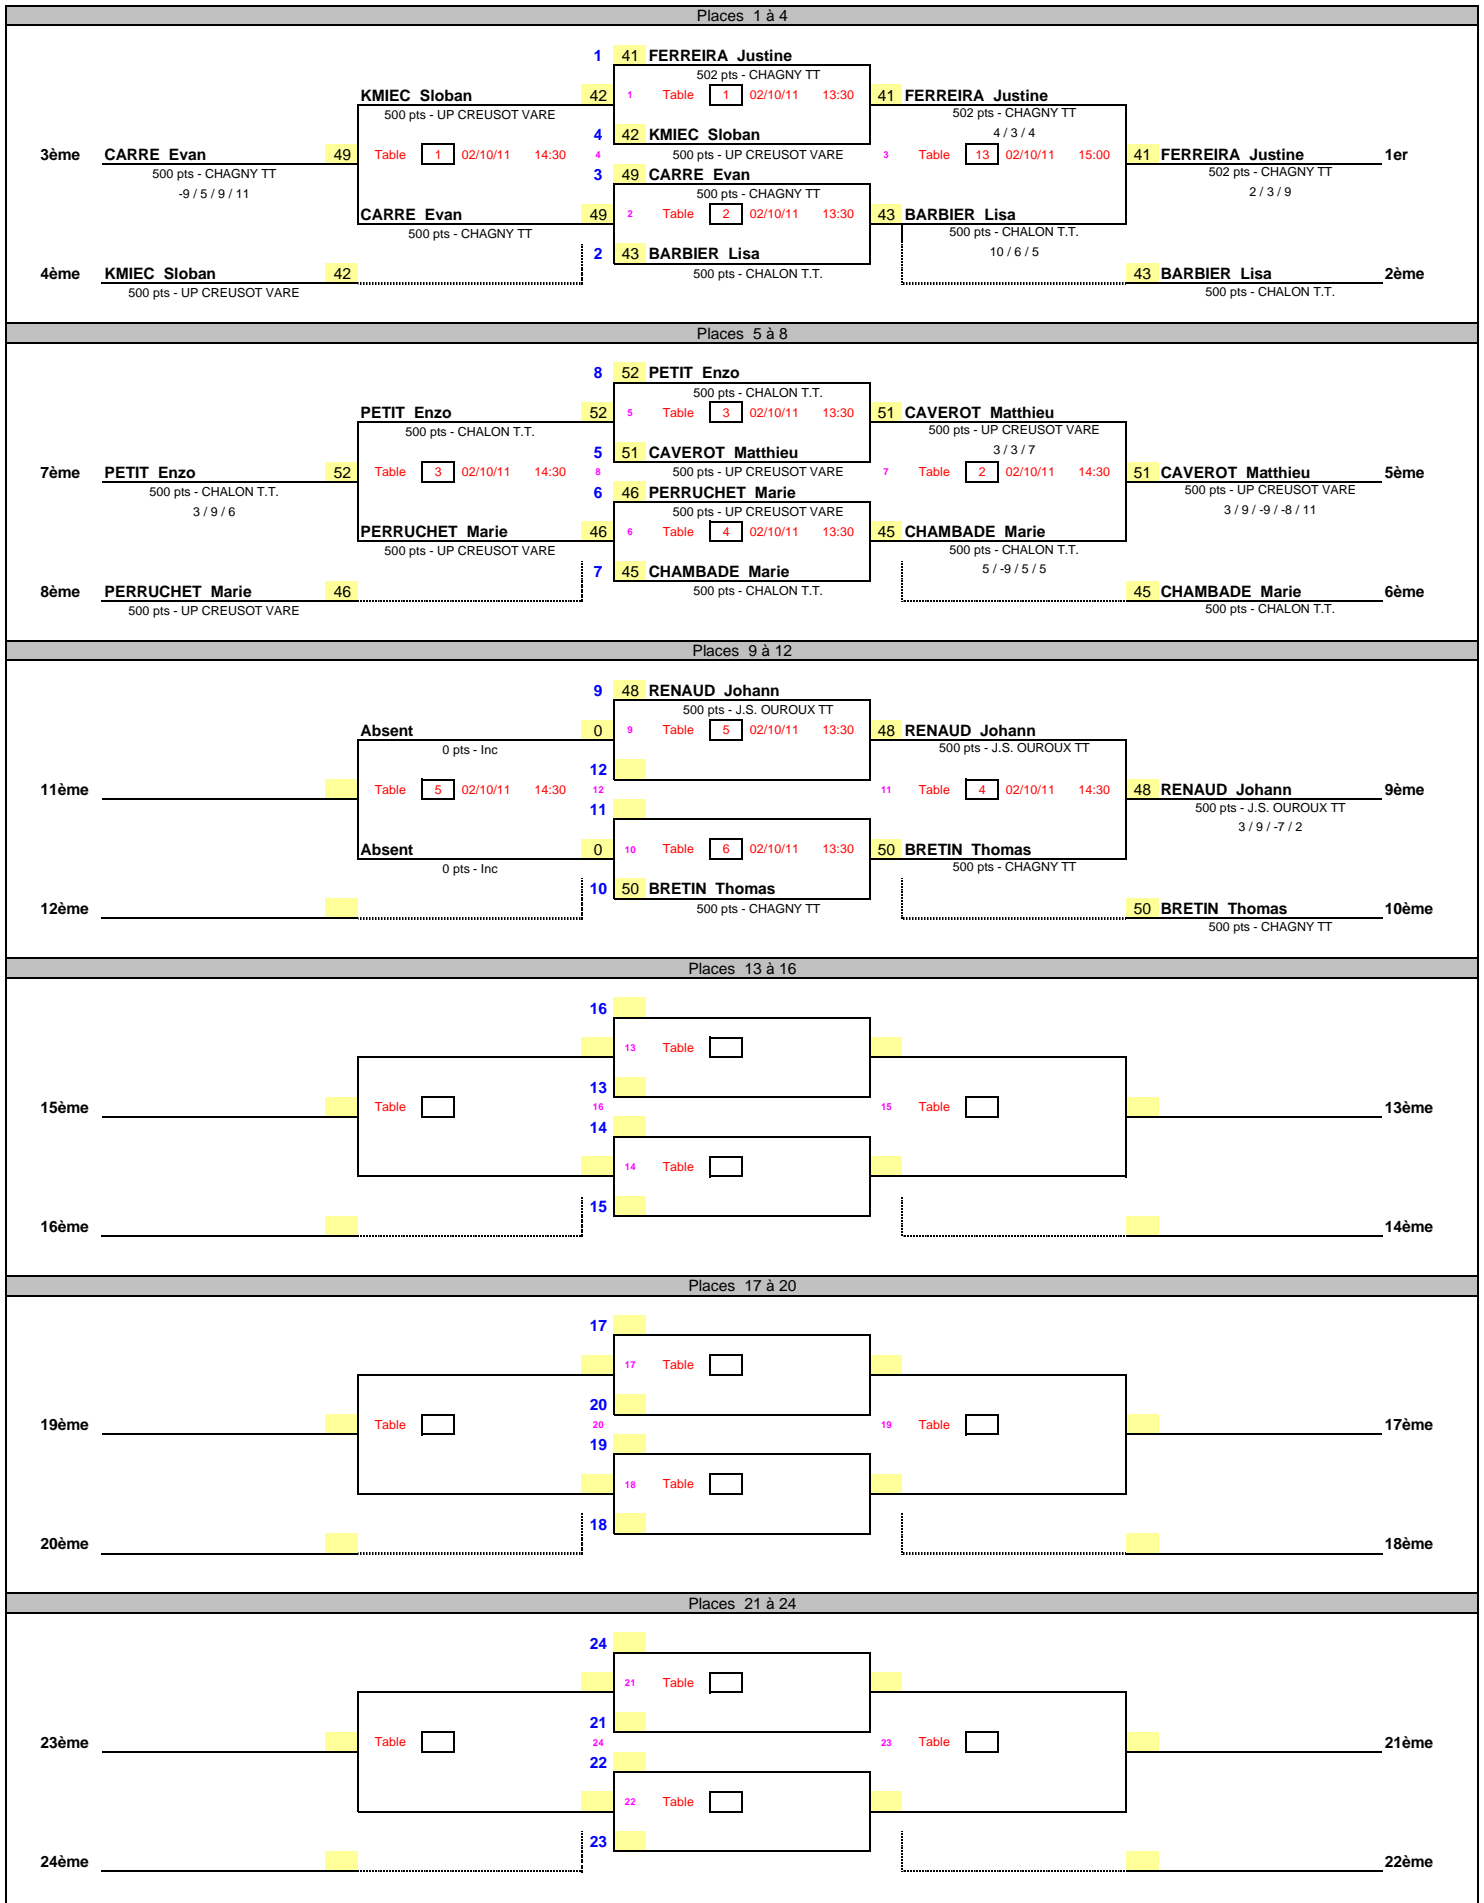 Places 1 à 4
1 41 FERREIRA Justine
502 pts - CHAGNY TT
KMIEC Sloban 42 1 Table 1 02/10/11 13:30 41 FERREIRA Justine
500 pts - UP CREUSOT VARE 502 pts - CHAGNY TT
4 42 KMIEC Sloban 4 / 3 / 4
3ème CARRE Evan 49 Table 1 02/10/11 14:30 4 500 pts - UP CREUSOT VARE 3 Table 13 02/10/11 15:00 41 FERREIRA Justine 1er
500 pts - CHAGNY TT 3 49 CARRE Evan 502 pts - CHAGNY TT
-9 / 5 / 9 / 11 500 pts - CHAGNY TT 2 / 3 / 9
CARRE Evan 49 2 Table 2 02/10/11 13:30 43 BARBIER Lisa
500 pts - CHAGNY TT 500 pts - CHALON T.T.
2 43 BARBIER Lisa 10 / 6 / 5
4ème KMIEC Sloban 42 500 pts - CHALON T.T. 43 BARBIER Lisa 2ème
500 pts - UP CREUSOT VARE 500 pts - CHALON T.T.
Places 5 à 8
8 52 PETIT Enzo
500 pts - CHALON T.T.
PETIT Enzo 52 5 Table 3 02/10/11 13:30 51 CAVEROT Matthieu
500 pts - CHALON T.T. 500 pts - UP CREUSOT VARE
5 51 CAVEROT Matthieu 3 / 3 / 7
7ème PETIT Enzo 52 Table 3 02/10/11 14:30 8 500 pts - UP CREUSOT VARE 7 Table 2 02/10/11 14:30 51 CAVEROT Matthieu 5ème
500 pts - CHALON T.T. 6 46 PERRUCHET Marie 500 pts - UP CREUSOT VARE
3 / 9 / 6 500 pts - UP CREUSOT VARE 3 / 9 / -9 / -8 / 11
PERRUCHET Marie 46 6 Table 4 02/10/11 13:30 45 CHAMBADE Marie
500 pts - UP CREUSOT VARE 500 pts - CHALON T.T.
7 45 CHAMBADE Marie 5 / -9 / 5 / 5
8ème PERRUCHET Marie 46 500 pts - CHALON T.T. 45 CHAMBADE Marie 6ème
500 pts - UP CREUSOT VARE 500 pts - CHALON T.T.
Places 9 à 12
9 48 RENAUD Johann
500 pts - J.S. OUROUX TT
Absent 0 9 Table 5 02/10/11 13:30 48 RENAUD Johann
0 pts - Inc 500 pts - J.S. OUROUX TT
12
11ème Table 5 02/10/11 14:30 12 11 Table 4 02/10/11 14:30 48 RENAUD Johann 9ème
11 500 pts - J.S. OUROUX TT
3 / 9 / -7 / 2
Absent 0 10 Table 6 02/10/11 13:30 50 BRETIN Thomas
0 pts - Inc 500 pts - CHAGNY TT
10 50 BRETIN Thomas
12ème 500 pts - CHAGNY TT 50 BRETIN Thomas 10ème
500 pts - CHAGNY TT
Places 13 à 16
16
13 Table
13
15ème Table 16 15 Table 13ème
14
14 Table
15
16ème 14ème
Places 17 à 20
17
17 Table
20
19ème Table 20 19 Table 17ème
19
18 Table
18
20ème 18ème
Places 21 à 24
24
21 Table
21
23ème Table 24 23 Table 21ème
22
22 Table
23
24ème 22ème